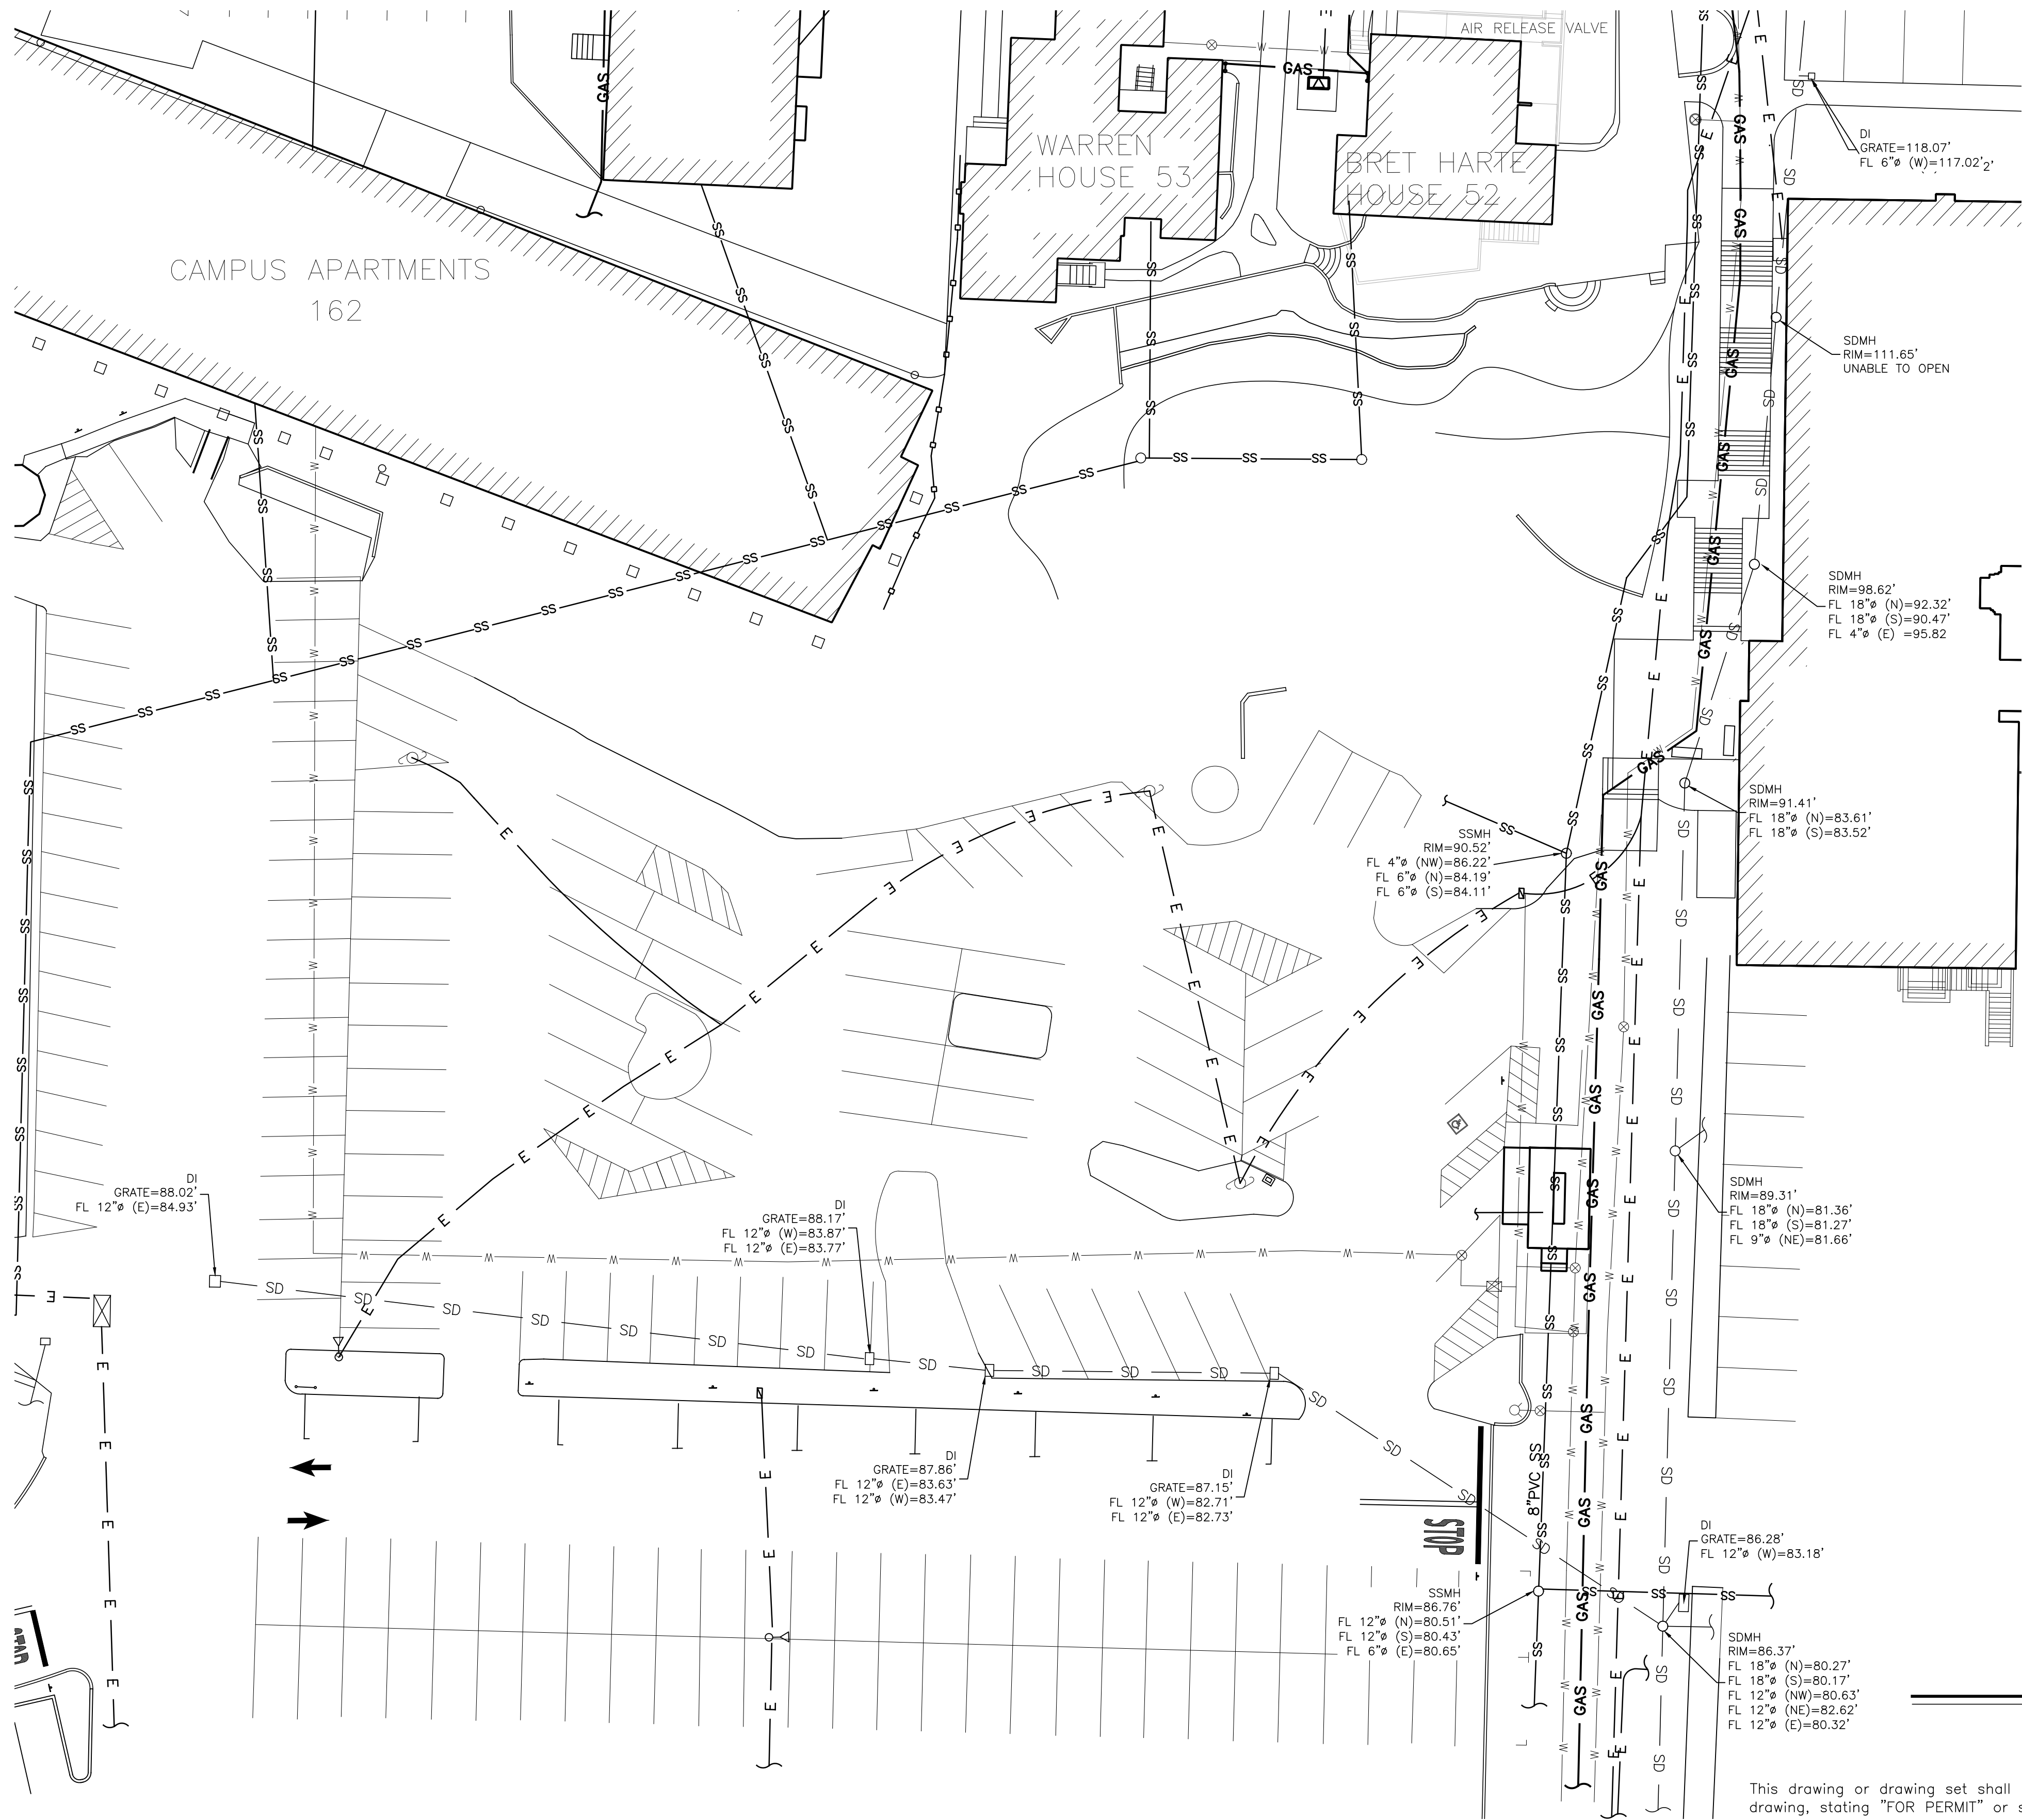 AIR RELEASE VALVE
GAS
GAS
WARREN
HOUSE 53
BRET HARTE
HOUSE 52
DI
GRATE=118.07'
FL 6"ø (W)=117.02'
CAMPUS APARTMENTS
162
SDMH
RIM=111.65'
UNABLE TO OPEN
SDMH
RIM=98.62'
FL 18"ø (N)=92.32'
FL 18"ø (S)=90.47'
FL 4"ø (E) =95.82
SDMH
RIM=91.41'
FL 18"ø (N)=83.61'
FL 18"ø (S)=83.52'
SSMH
RIM=90.52'
FL 4"ø (NW)=86.22'
FL 6"ø (N)=84.19'
FL 6"ø (S)=84.11'
DI
GRATE=88.02'
FL 12"ø (E)=84.93'
DI
GRATE=88.17'
FL 12"ø (W)=83.87'
FL 12"ø (E)=83.77'
SDMH
RIM=89.31'
FL 18"ø (N)=81.36'
FL 18"ø (S)=81.27'
FL 9"ø (NE)=81.66'
DI
GRATE=87.86'
FL 12"ø (E)=83.63'
FL 12"ø (W)=83.47'
DI
GRATE=87.15'
FL 12"ø (W)=82.71'
FL 12"ø (E)=82.73'
8"PVC SS
STOP
DI
GRATE=86.28'
FL 12"ø (W)=83.18'
SSMH
RIM=86.76'
FL 12"ø (N)=80.51'
FL 12"ø (S)=80.43'
FL 6"ø (E)=80.65'
SDMH
RIM=86.37'
FL 18"ø (N)=80.27'
FL 18"ø (S)=80.17'
FL 12"ø (NW)=80.63'
FL 12"ø (NE)=82.62'
FL 12"ø (E)=80.32'
This drawing or drawing set shall
drawing, stating "FOR PERMIT" or s